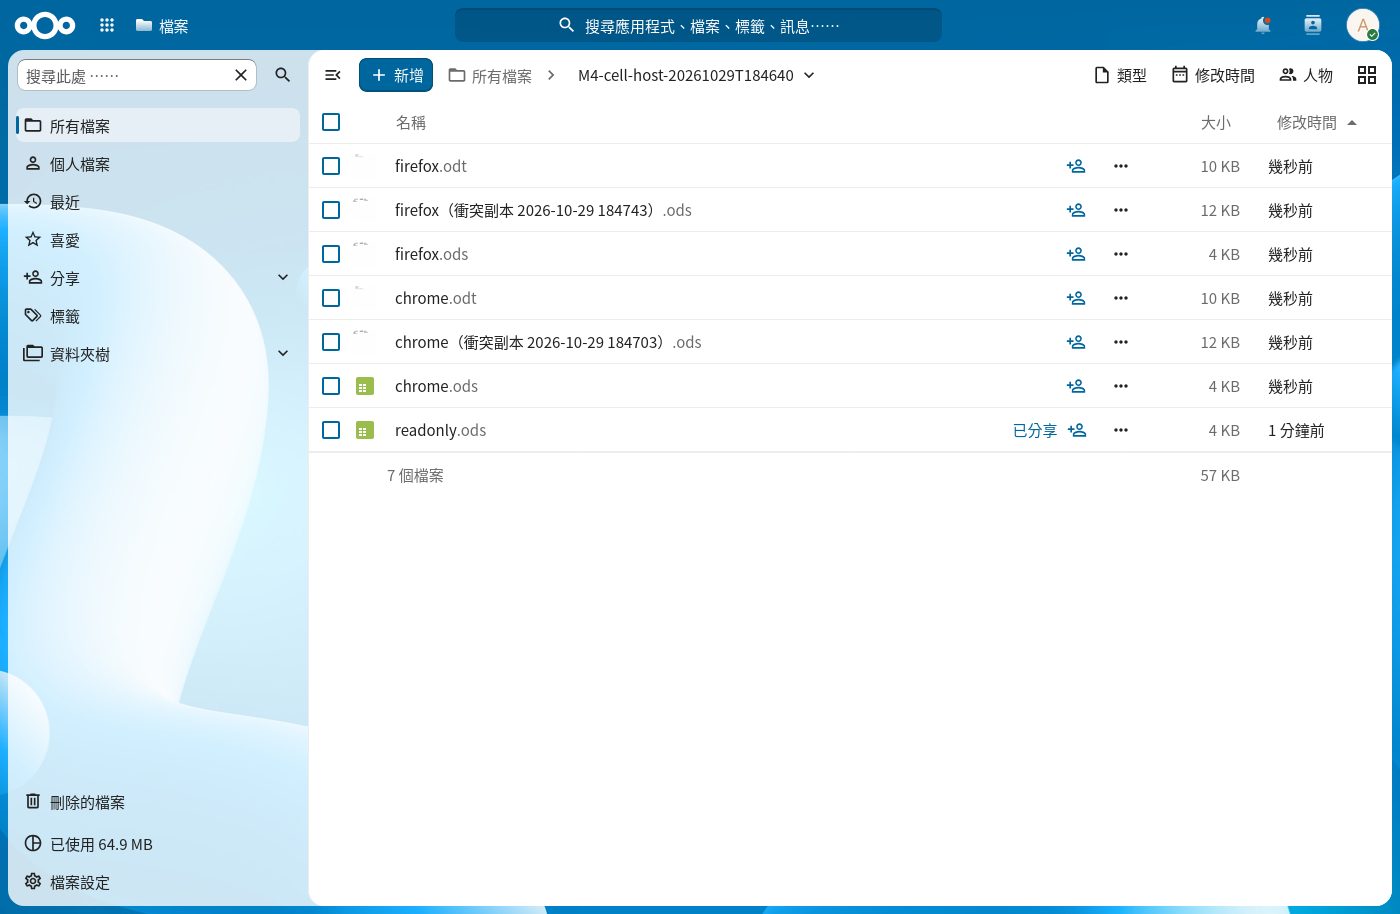 檔案
搜尋應用程式、檔案、標籤、訊息⋯⋯
A
搜尋此處 ⋯⋯
所有檔案
個人檔案
最近
喜愛
分享
標籤
資料夾樹
刪除的檔案
已使用 64.9 MB
檔案設定
新增
所有檔案
M4-cell-host-20261029T184640
類型
修改時間
人物
名稱 大小 修改時間
firefox.odt 10 KB 幾秒前
firefox（衝突副本 2026-10-29 184743）.ods 12 KB 幾秒前
firefox.ods 4 KB 幾秒前
chrome.odt 10 KB 幾秒前
chrome（衝突副本 2026-10-29 184703）.ods 12 KB 幾秒前
chrome.ods 4 KB 幾秒前
readonly.ods 已分享 4 KB 1 分鐘前
7 個檔案 57 KB